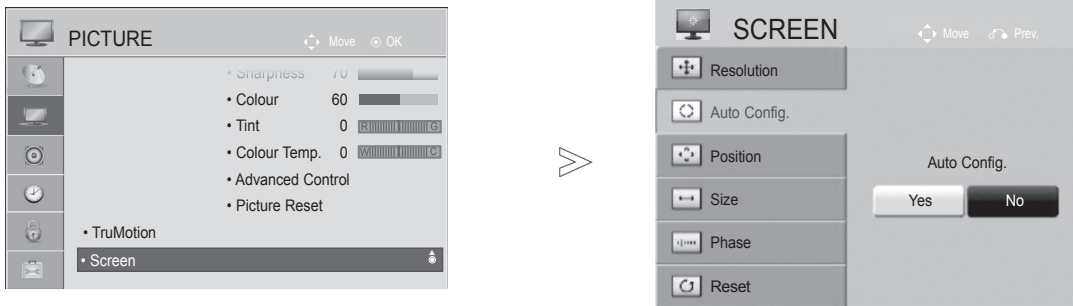 PICTURE
Move OK
• Sharpness 70
• Colour 60
• Tint 0 R G
• Colour Temp. 0 W C
• Advanced Control
• Picture Reset
• TruMotion
• Screen
SCREEN
Move Prev.
Resolution
Auto Config.
Position
Size
Phase
Reset
Auto Config.
Yes No